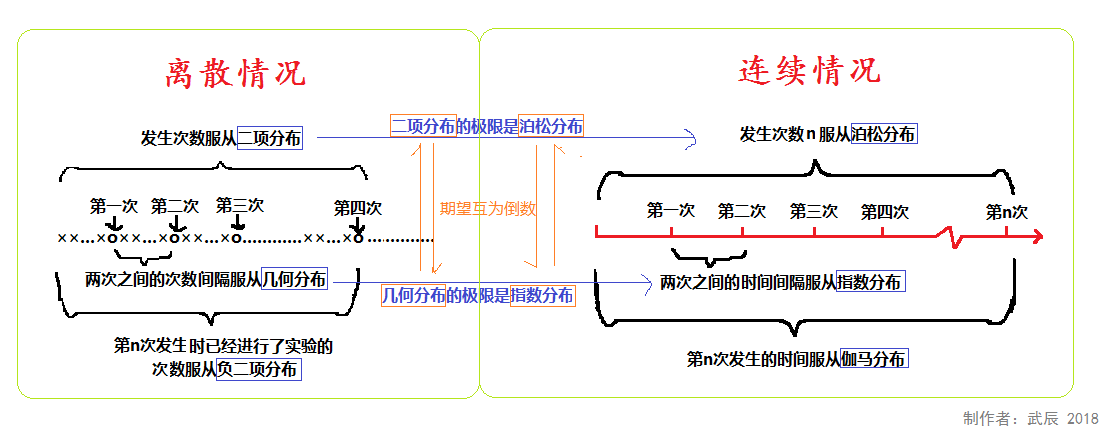 离散情况
发生次数服从二项分布
第一次 第二次 第三次 第四次
××...×o××...×o××...×o............××...×o..............
两次之间的次数间隔服从几何分布
第n次发生时已经进行了实验的
次数服从负二项分布
二项分布的极限是泊松分布
期望互为倒数
几何分布的极限是指数分布
连续情况
发生次数n服从泊松分布
第一次 第二次 第三次 第四次 第n次
两次之间的时间间隔服从指数分布
第n次发生的时间服从伽马分布
制作者：武辰 2018